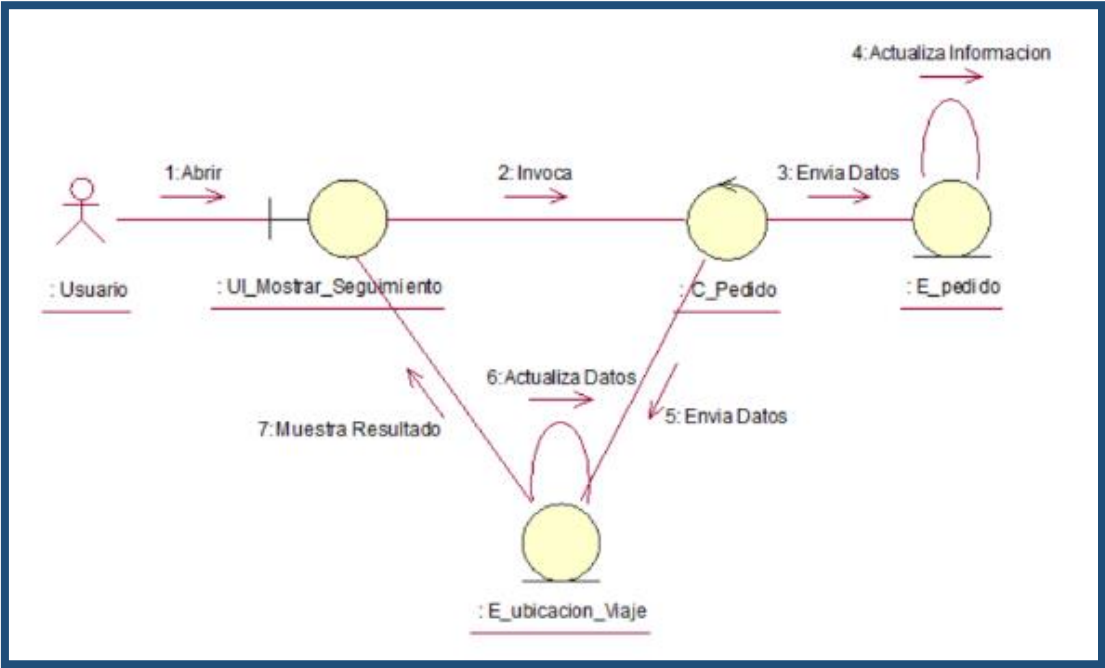 4:Actualiza Informacion
1:Abrir
2: Invoca
3: Envia Datos
: Usuario
: UI_Mostrar_Seguimiento
: C_Pedido
: E_pedido
6:Actualiza Datos
7:Muestra Resultado
5: Envia Datos
: E_ubicacion_Viaje